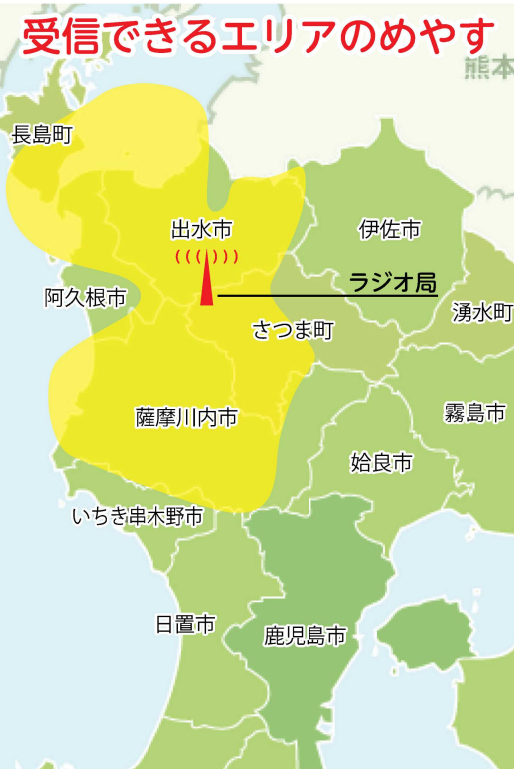 受信できるエリアのめやす
熊本
長島町
出水市
伊佐市
ラジオ局
阿久根市
湧水町
さつま町
薩摩川内市
霧島市
姶良市
いちき串木野市
日置市
鹿児島市